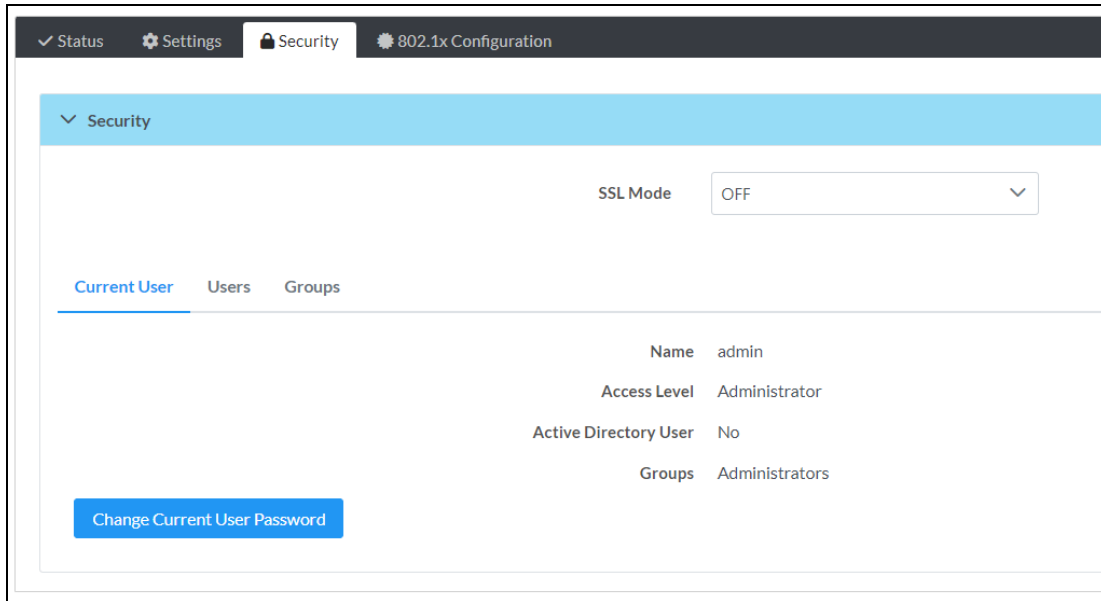 Status Settings Security 802.1x Configuration
Security
SSL Mode OFF
Current User Users Groups
Name admin
Access Level Administrator
Active Directory User No
Groups Administrators
Change Current User Password